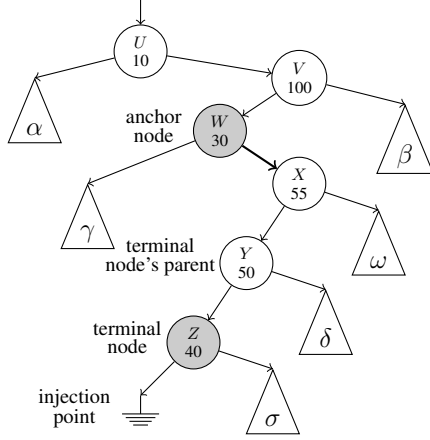 U
10
V
100
α
anchor
node
W
30
β
X
55
γ
terminal
node's parent
Y
50
ω
terminal
node
Z
40
δ
injection
point
σ